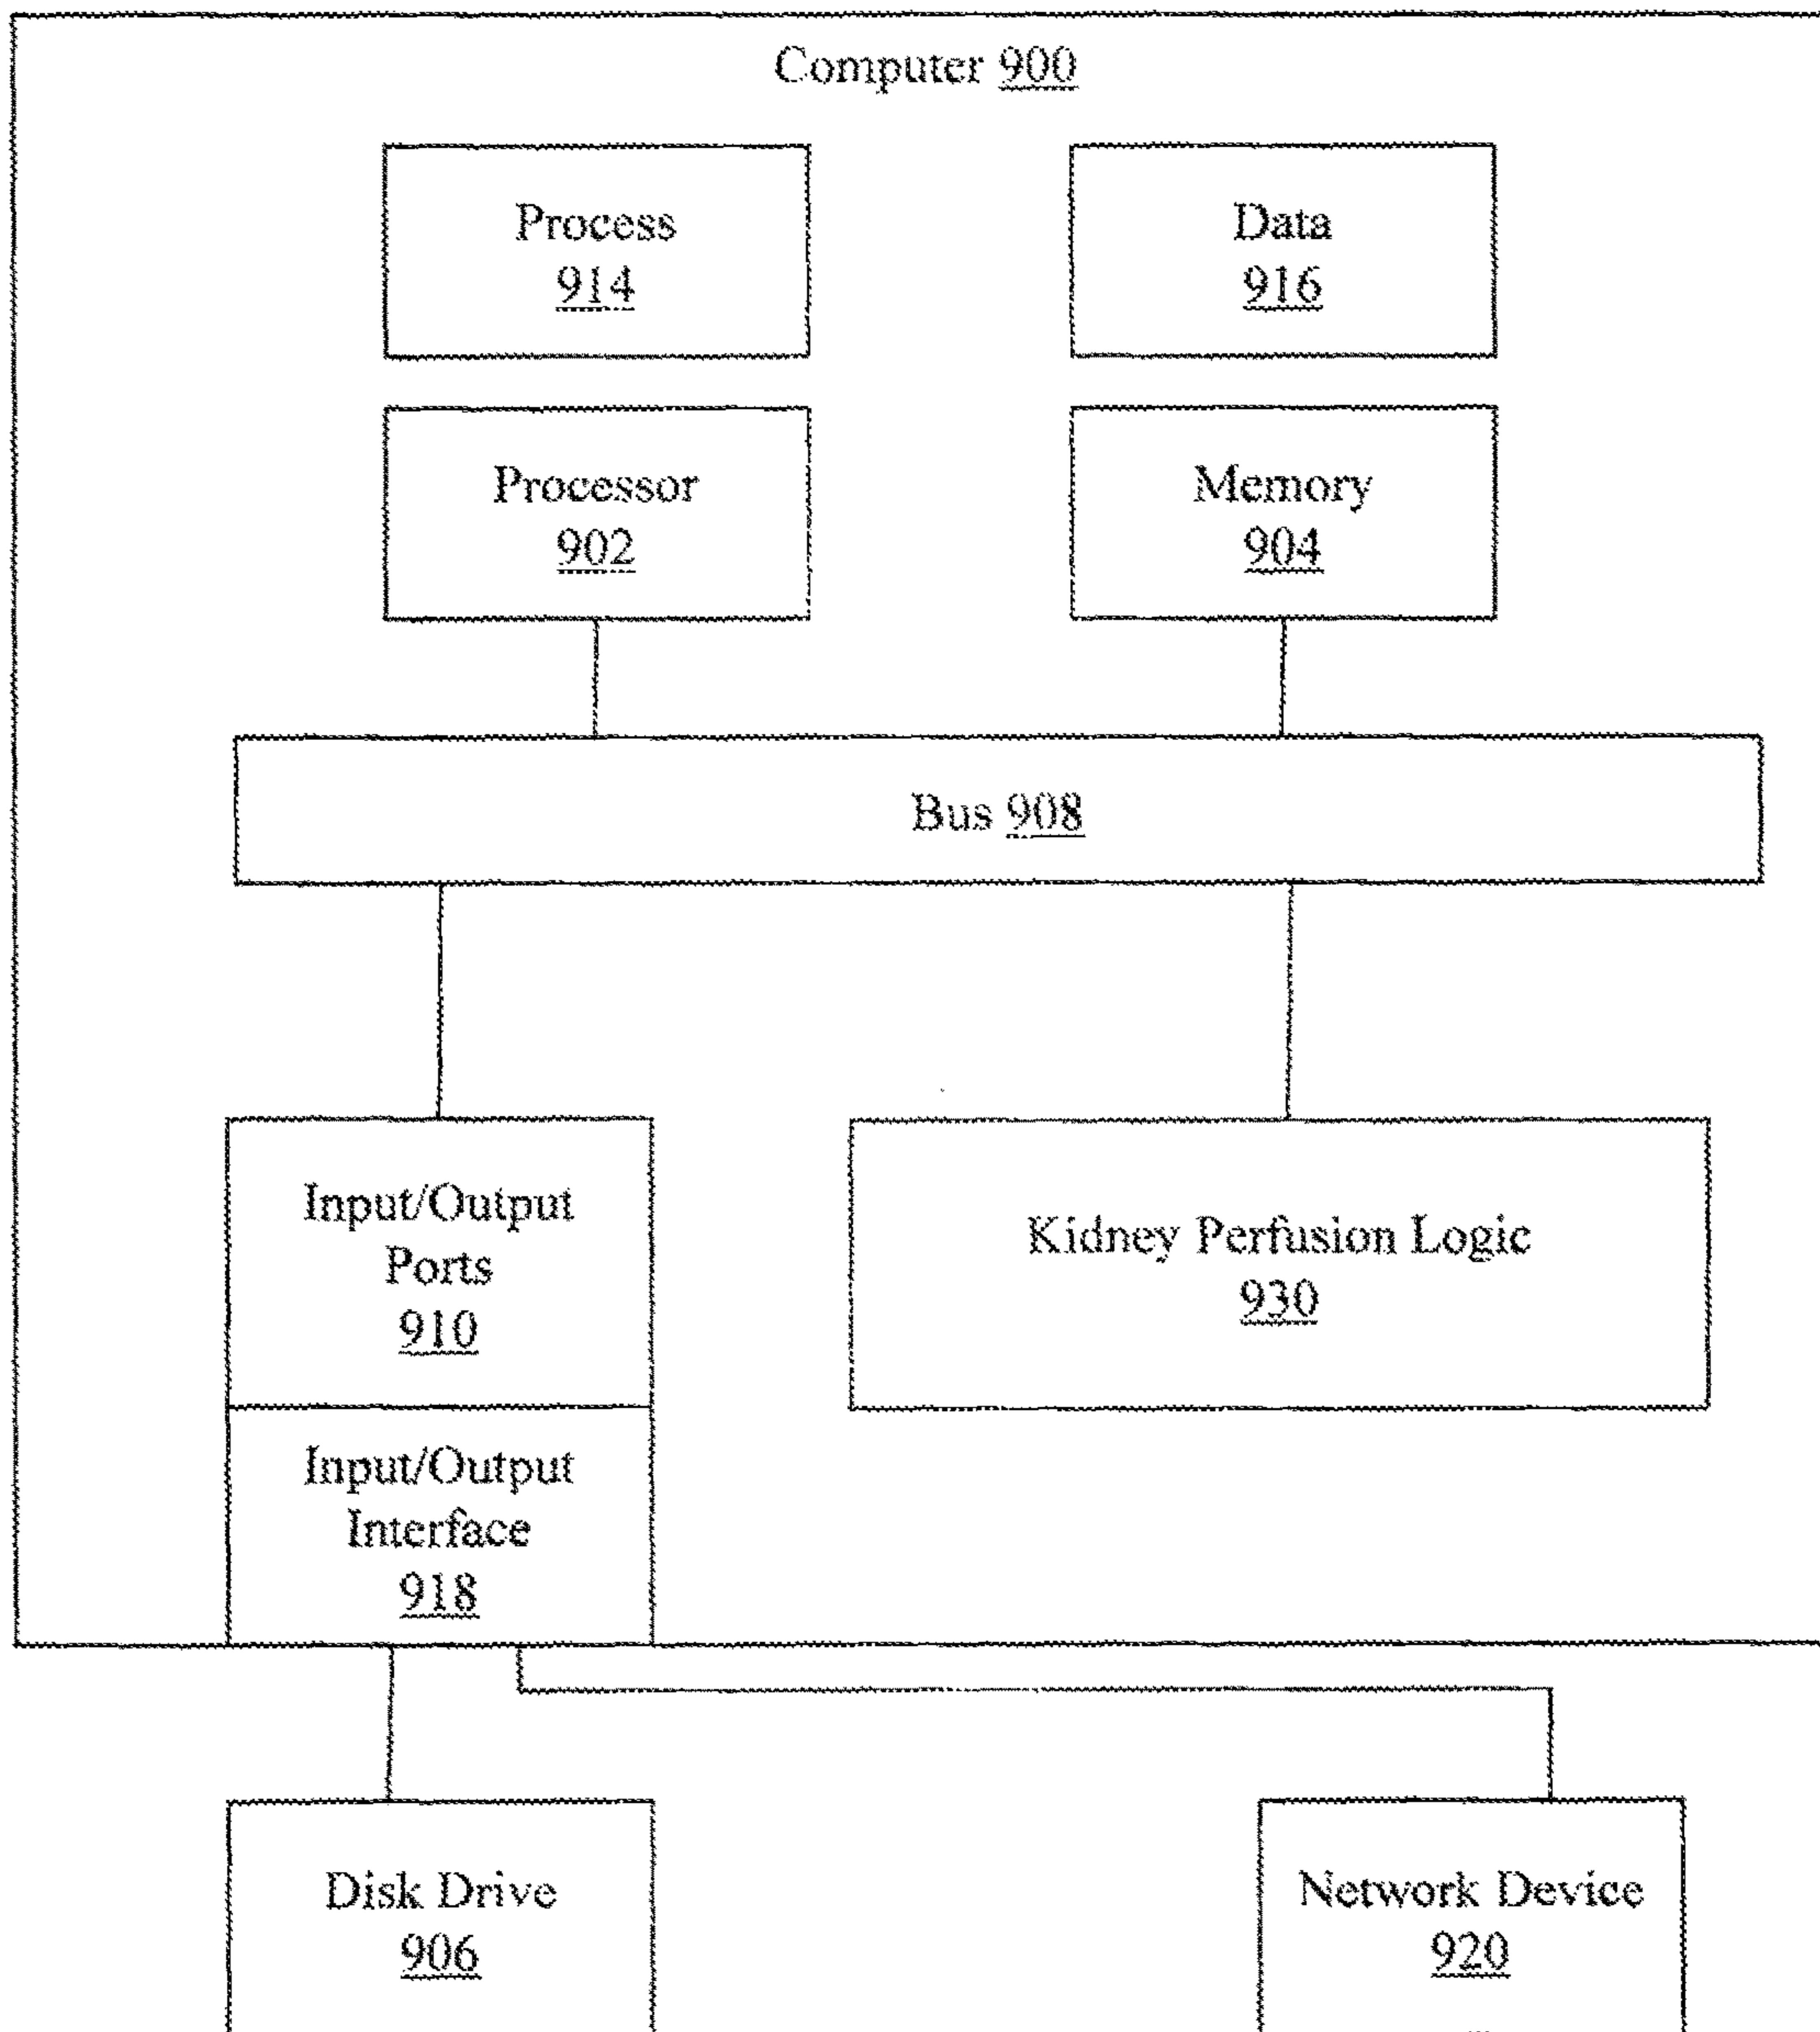 Computer 900
Process
914
Data
916
Processor
902
Memory
904
Bus 908
Input/Output
Ports
910
Kidney Perfusion Logic
930
Input/Output
Interface
918
Disk Drive
906
Network Device
920